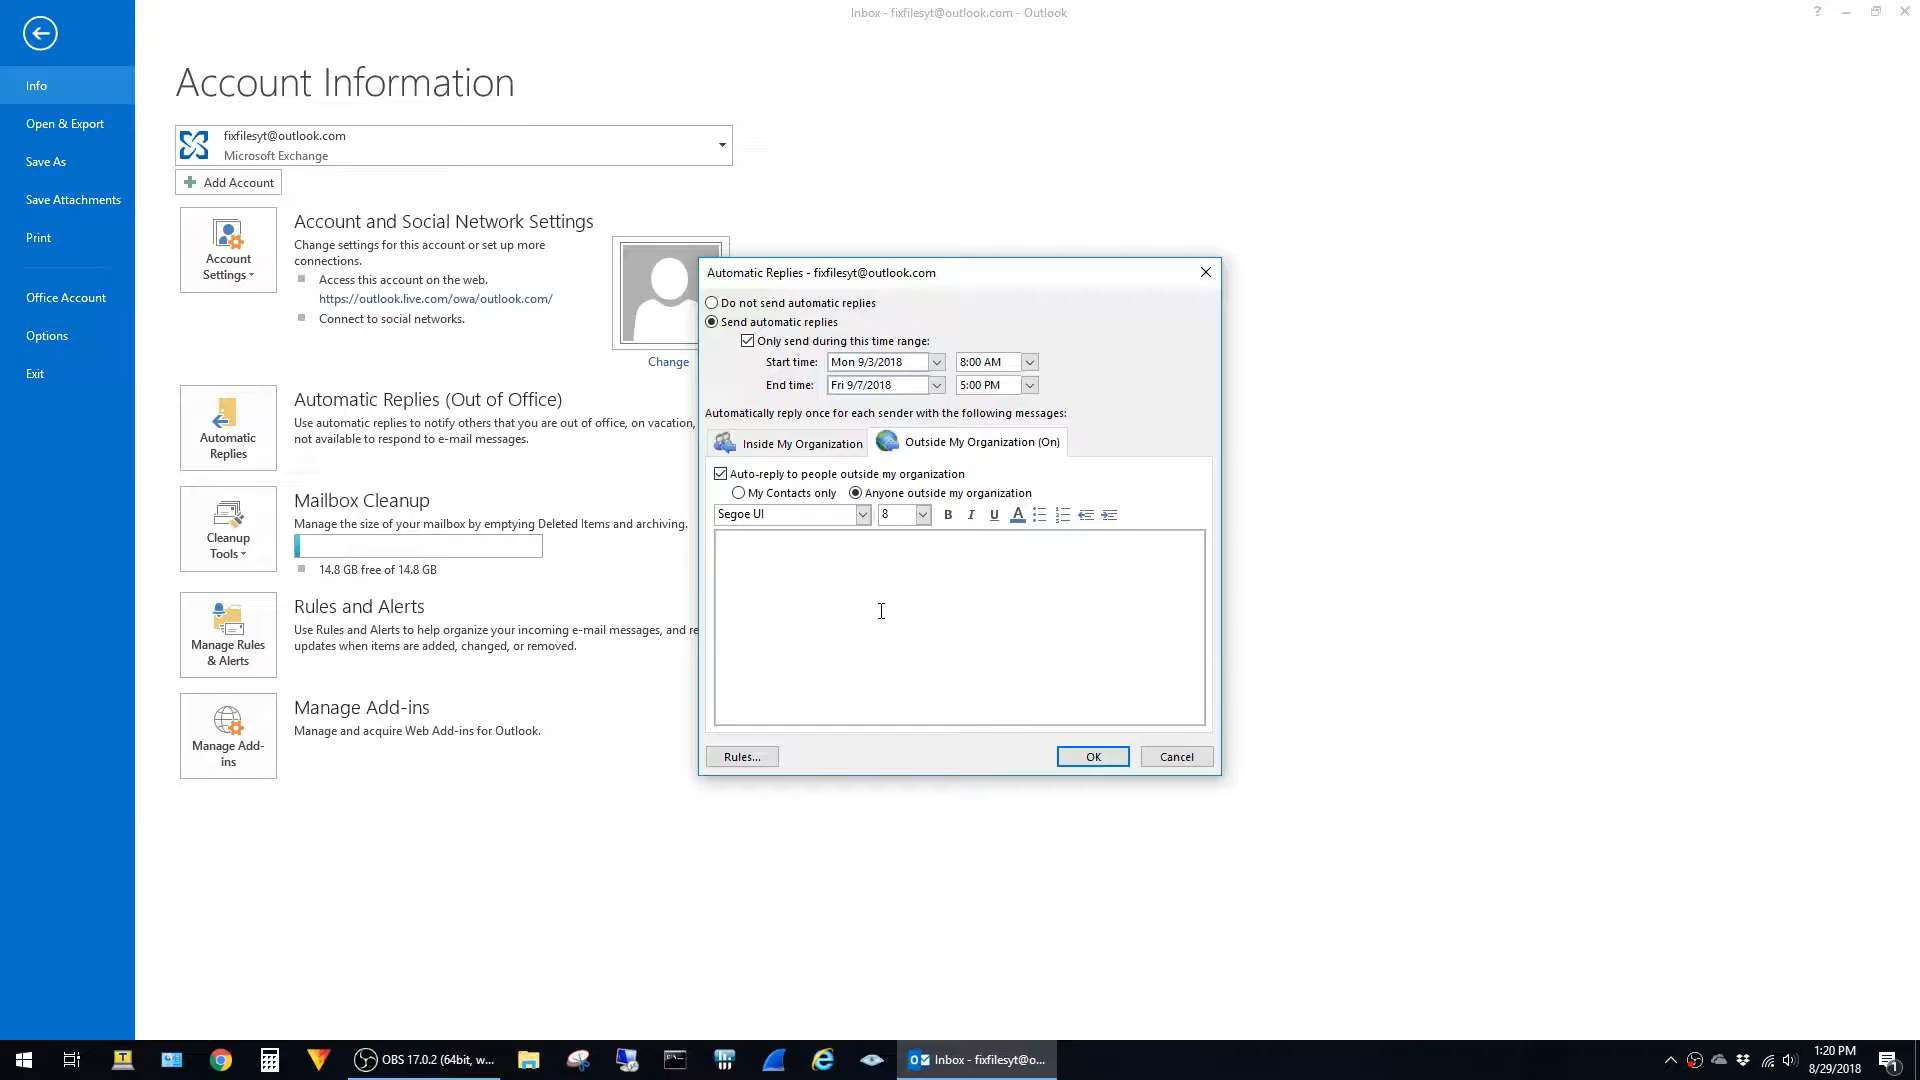 Inbox - fixfilesyt@outlook.com - Outlook
?
Info
Open & Export
Save As
Save Attachments
Print
Office Account
Options
Exit
Account Information
fixfilesyt@outlook.com
Microsoft Exchange
Add Account
Account
Settings
Account and Social Network Settings
Change settings for this account or set up more
connections.
Access this account on the web.
https://outlook.live.com/owa/outlook.com/
Connect to social networks.
Change
Automatic
Replies
Automatic Replies (Out of Office)
Use automatic replies to notify others that you are out of office, on vacation,
not available to respond to e-mail messages.
Cleanup
Tools
Mailbox Cleanup
Manage the size of your mailbox by emptying Deleted Items and archiving.
14.8 GB free of 14.8 GB
Manage Rules
& Alerts
Rules and Alerts
Use Rules and Alerts to help organize your incoming e-mail messages, and re
updates when items are added, changed, or removed.
Manage Add-
ins
Manage Add-ins
Manage and acquire Web Add-ins for Outlook.
Automatic Replies - fixfilesyt@outlook.com
Do not send automatic replies
Send automatic replies
Only send during this time range:
Start time: Mon 9/3/2018 8:00 AM
End time: Fri 9/7/2018 5:00 PM
Automatically reply once for each sender with the following messages:
Inside My Organization
Outside My Organization (On)
Auto-reply to people outside my organization
My Contacts only
Anyone outside my organization
Segoe UI 8 B I U A
Rules...
OK
Cancel
OBS 17.0.2 (64bit, w...
Inbox - fixfilesyt@o...
1:20 PM
8/29/2018
1